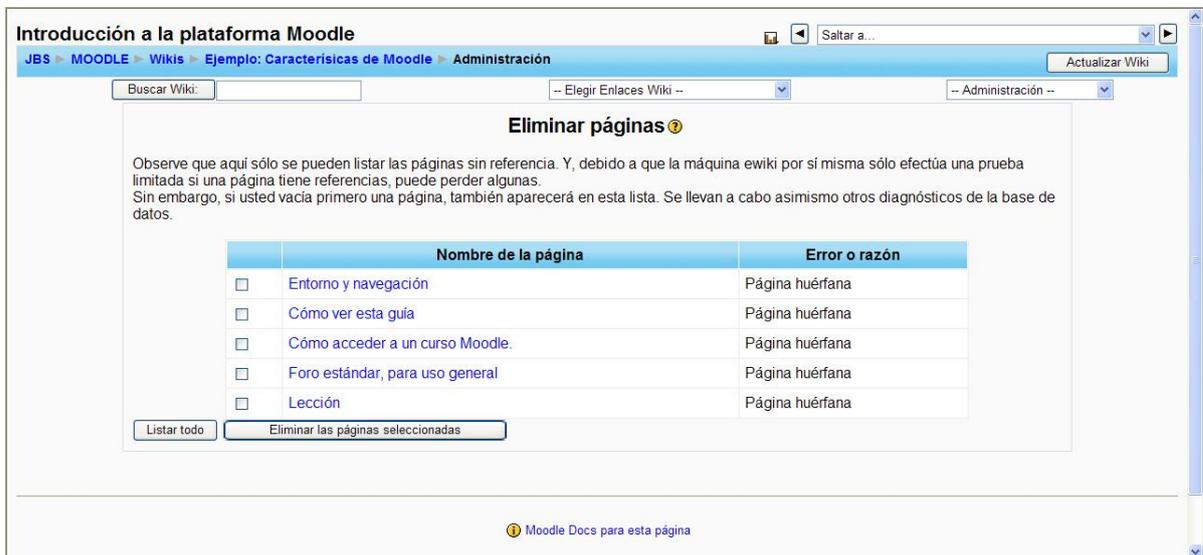 Introducción a la plataforma Moodle
Saltar a...
JBS MOODLE Wikis Ejemplo: Caracterísicas de Moodle Administración
Actualizar Wiki
Buscar Wiki:
-- Elegir Enlaces Wiki --
-- Administración --
Eliminar páginas
Observe que aquí sólo se pueden listar las páginas sin referencia. Y, debido a que la máquina ewiki por sí misma sólo efectúa una prueba
limitada si una página tiene referencias, puede perder algunas.
Sin embargo, si usted vacía primero una página, también aparecerá en esta lista. Se llevan a cabo asimismo otros diagnósticos de la base de
datos.
Nombre de la página Error o razón
Entorno y navegación Página huérfana
Cómo ver esta guía Página huérfana
Cómo acceder a un curso Moodle. Página huérfana
Foro estándar, para uso general Página huérfana
Lección Página huérfana
Listar todo Eliminar las páginas seleccionadas
Moodle Docs para esta página